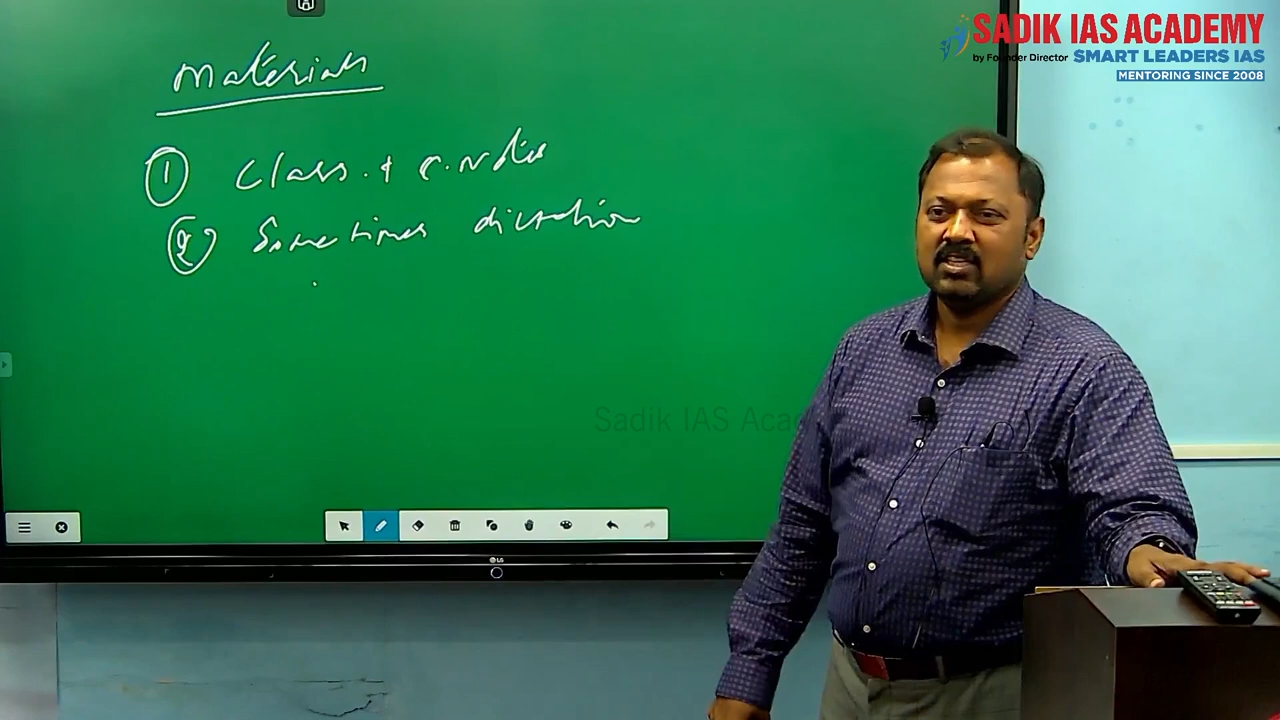 SADIK IAS ACADEMY
by Founder Director SMART LEADERS IAS
MENTORING SINCE 2008
Materials
① Class. + R. Notes
② Sometimes dictation
Sadik IAS Acad
LG